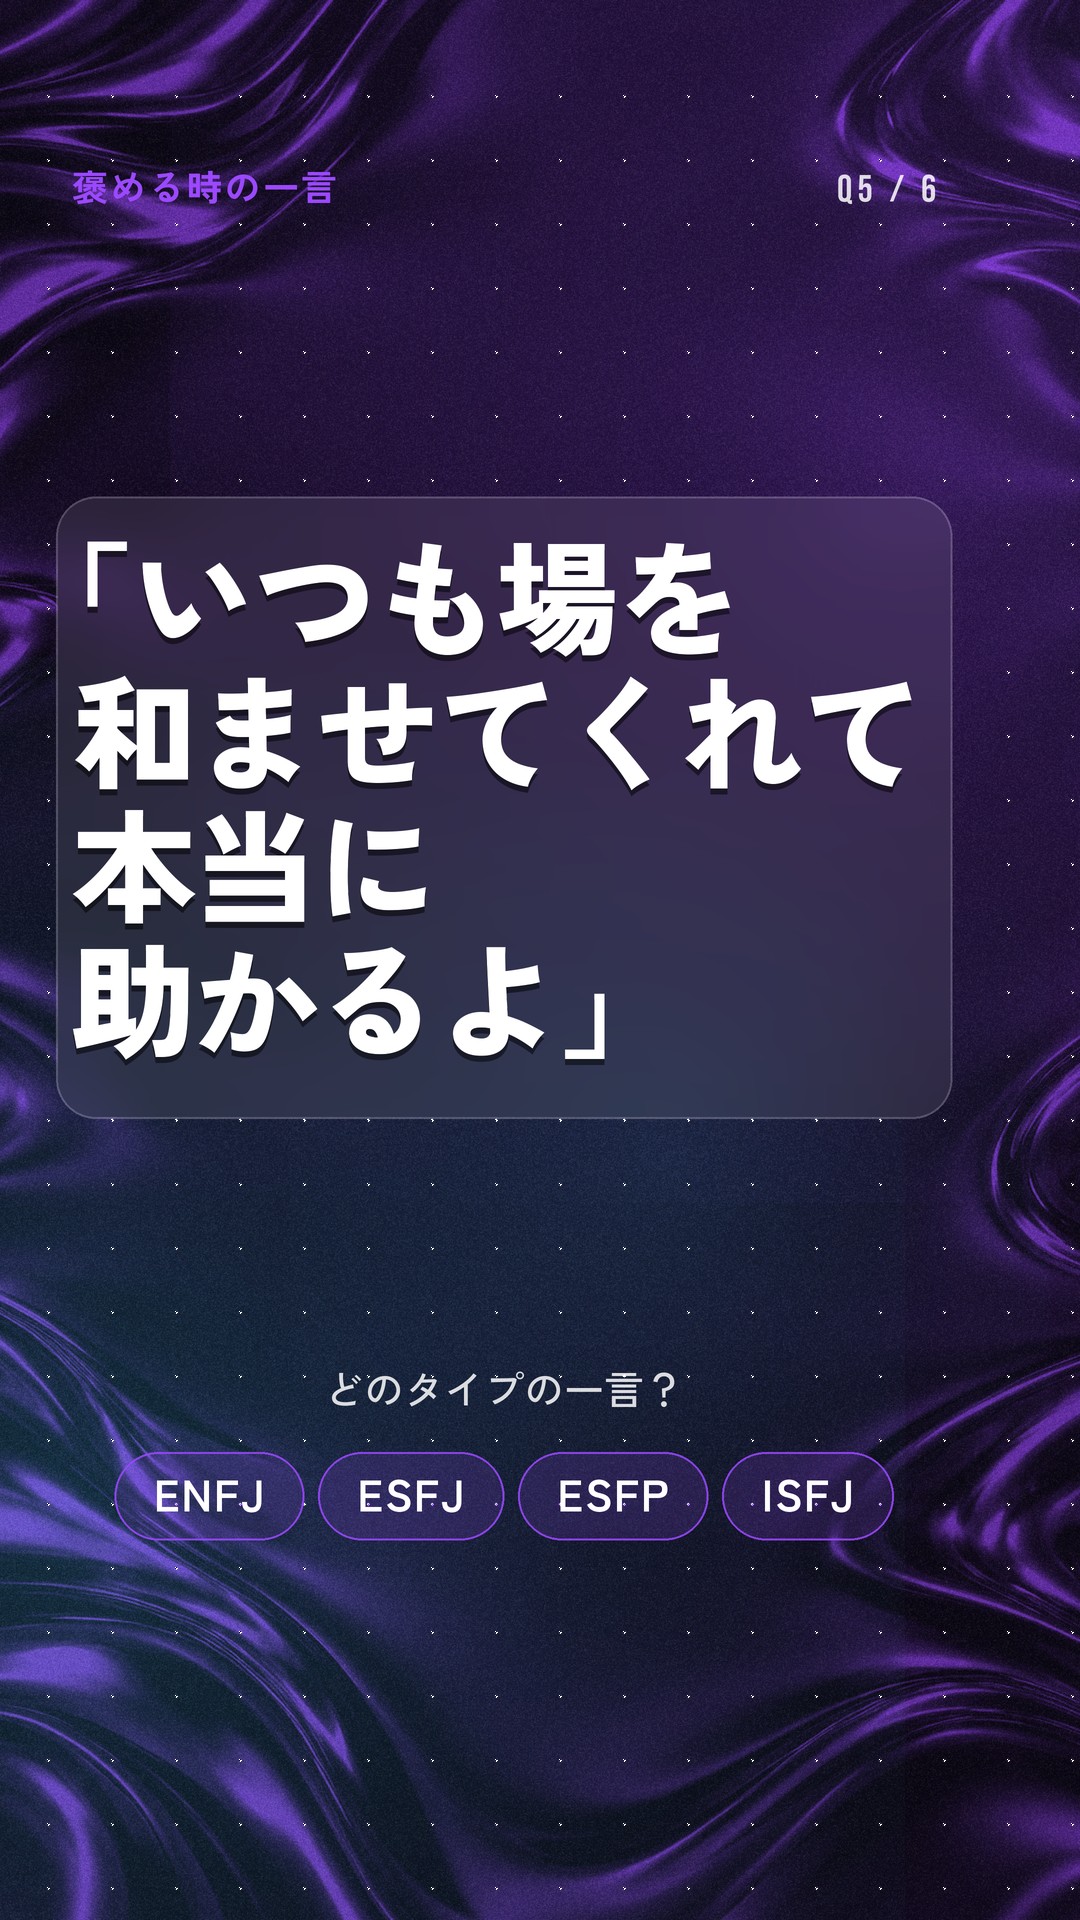 褒める時の一言
Q5 / 6
「いつも場を
和ませてくれて
本当に
助かるよ」
どのタイプの一言？
ENFJ
ESFJ
ESFP
ISFJ